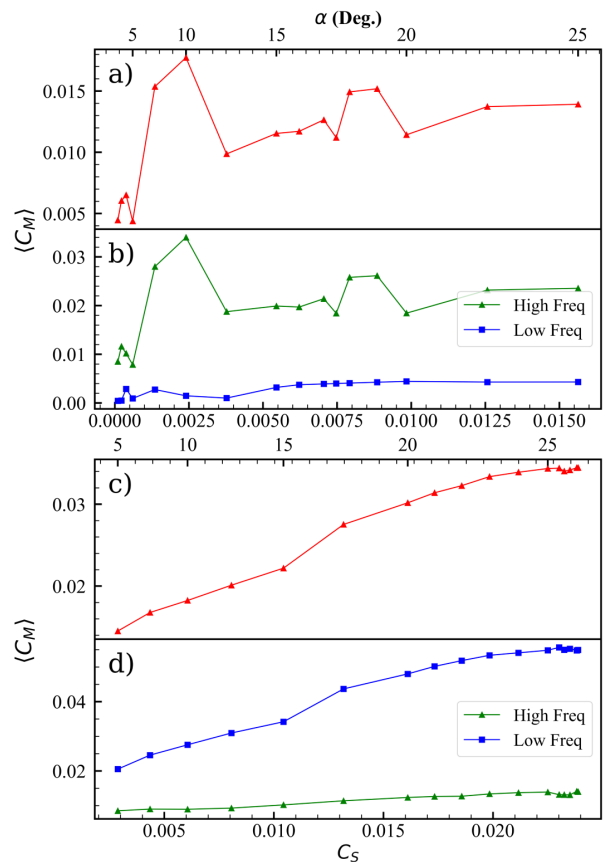 α (Deg.)
5 10 15 20 25
a)
0.015
0.010
0.005
⟨C_M⟩
b)
0.03
0.02
0.01
0.00
High Freq
Low Freq
0.0000 0.0025 0.0050 0.0075 0.0100 0.0125 0.0150
5 10 15 20 25
c)
0.03
0.02
⟨C_M⟩
d)
0.04
0.02
High Freq
Low Freq
0.005 0.010 0.015 0.020
C_S